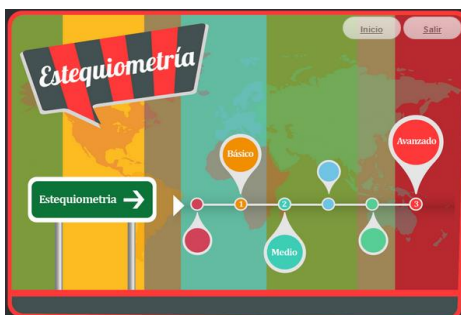 Inicio
Salir
Estequiometría
Básico
Avanzado
Estequiometria
1
2
3
Medio